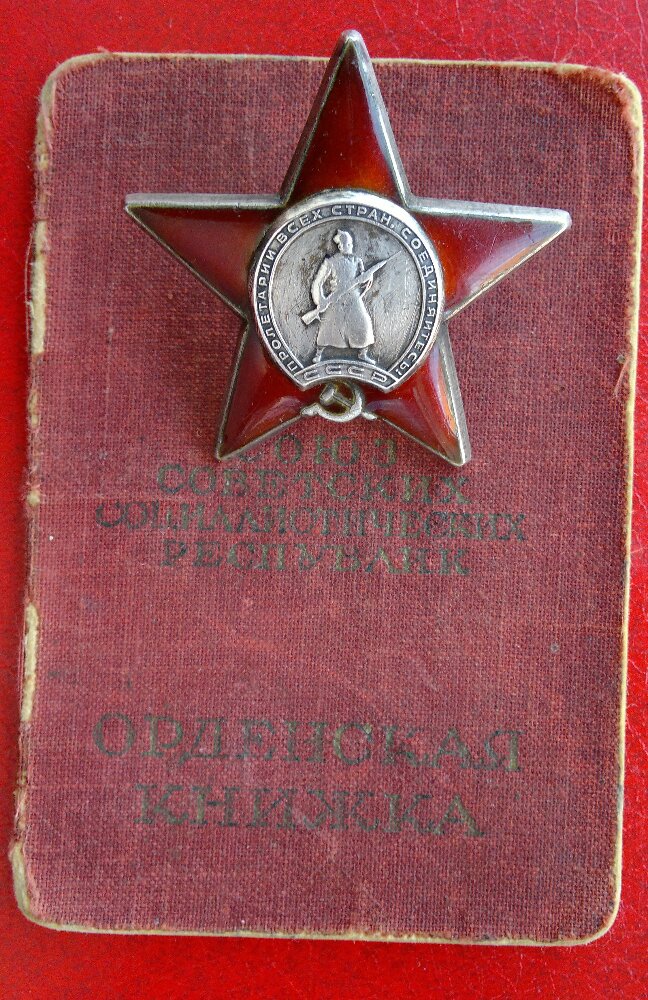 ПРОЛЕТАРИИ ВСЕХ СТРАН, СОЕДИНЯЙТЕСЬ!
СССР
СОЮЗ
СОВЕТСКИХ
СОЦИАЛИСТИЧЕСКИХ
РЕСПУБЛИК
ОРДЕНСКАЯ
КНИЖКА